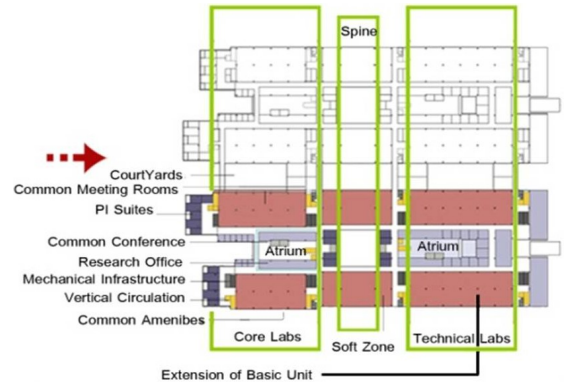 Spine
CourtYards
Common Meeting Rooms
PI Suites
Common Conference
Atrium
Atrium
Research Office
Mechanical Infrastructure
Vertical Circulation
Common Amenibes
Core Labs
Soft Zone
Technical Labs
Extension of Basic Unit